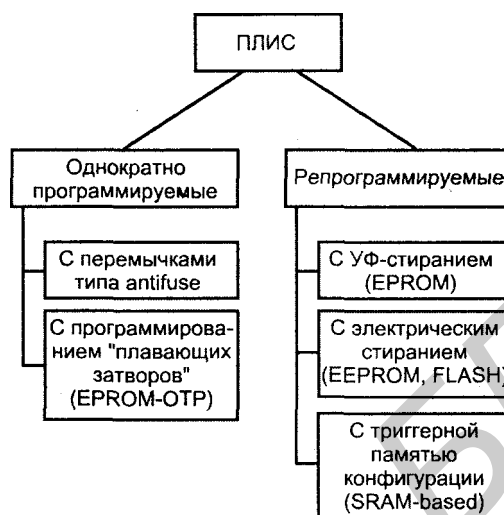 ПЛИС
Однократно
программируемые
С перемычками
типа antifuse
С программирова-
нием "плавающих
затворов"
(EPROM-OTP)
Репрограммируемые
С УФ-стиранием
(EPROM)
С электрическим
стиранием
(EEPROM, FLASH)
С триггерной
памятью
конфигурации
(SRAM-based)